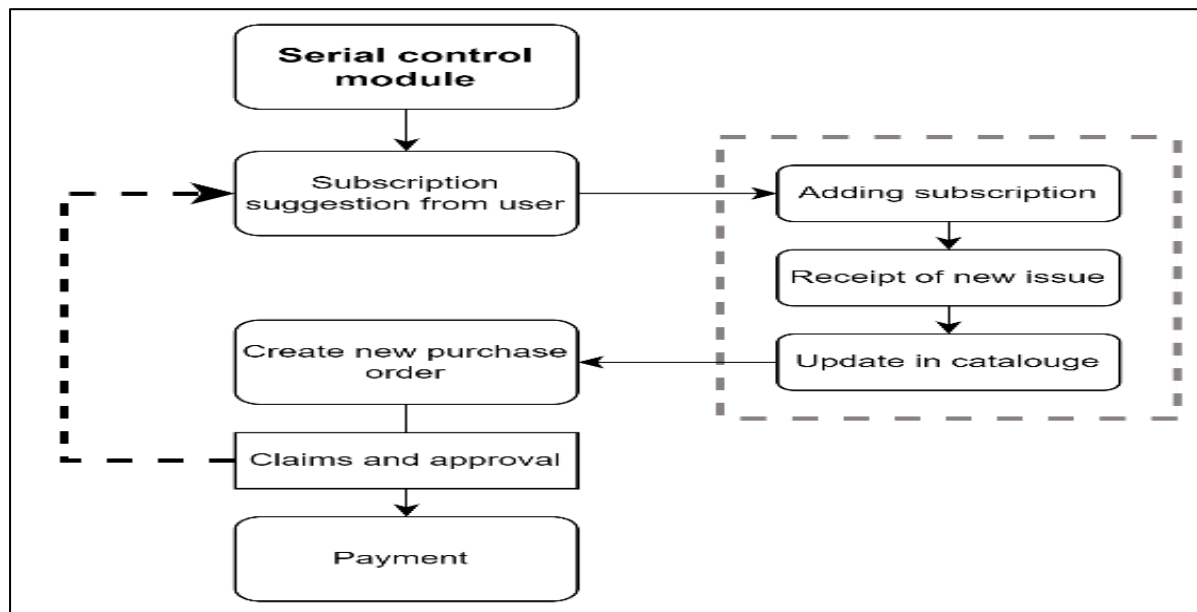 Serial control
module
Subscription
suggestion from user
Adding subscription
Receipt of new issue
Update in catalouge
Create new purchase
order
Claims and approval
Payment